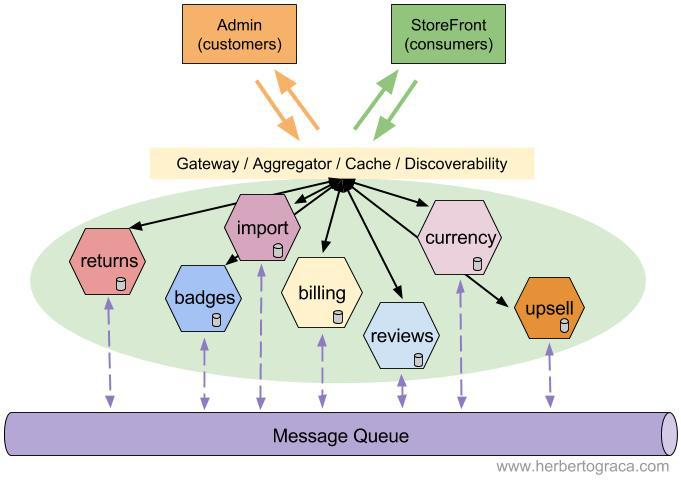 Admin
(customers)
StoreFront
(consumers)
Gateway / Aggregator / Cache / Discoverability
import
currency
returns
badges
billing
upsell
reviews
Message Queue
www.herbertograca.com